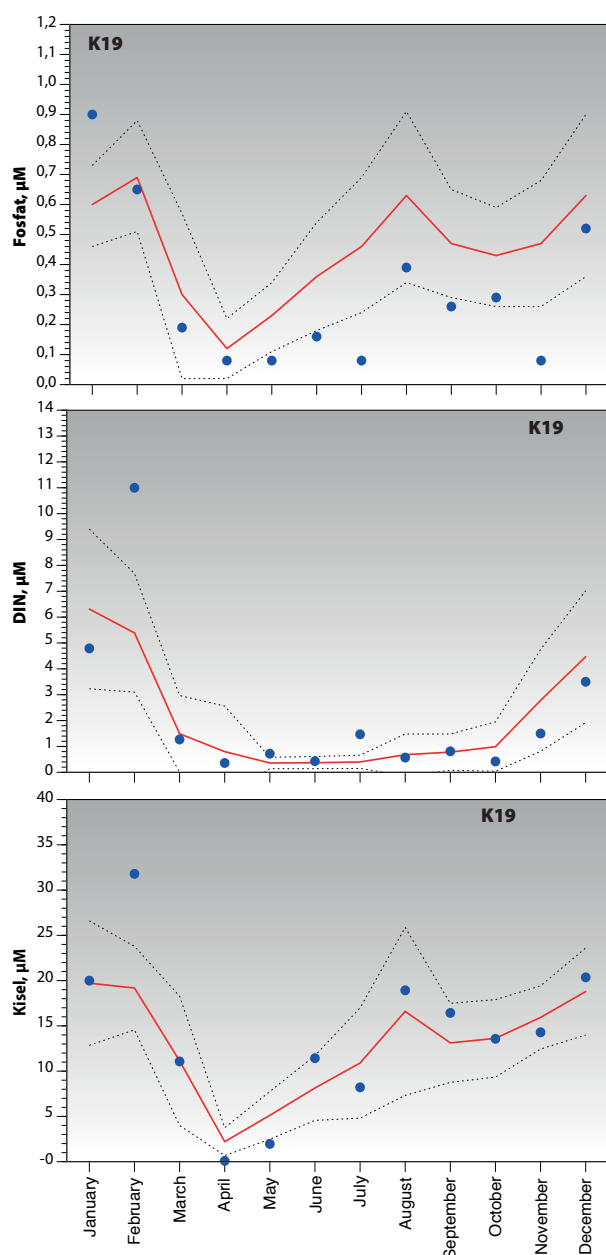 K19
1,2
1,1
1,0
0,9
0,8
0,7
0,6
0,5
0,4
0,3
0,2
0,1
0,0
Fosfat, µM
K19
14
13
12
11
10
9
8
7
6
5
4
3
2
1
0
DIN, µM
K19
40
35
30
25
20
15
10
5
-0
Kisel, µM
January
February
March
April
May
June
July
August
September
October
November
December